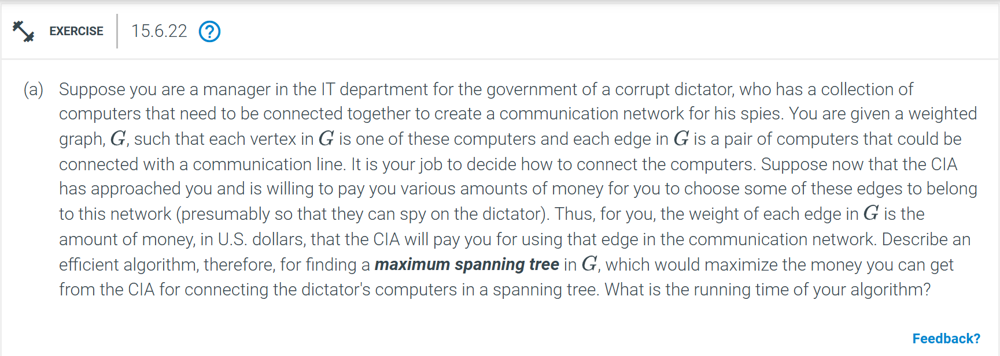 EXERCISE 15.6.22 ?
(a) Suppose you are a manager in the IT department for the government of a corrupt dictator, who has a collection of
computers that need to be connected together to create a communication network for his spies. You are given a weighted
graph, G, such that each vertex in G is one of these computers and each edge in G is a pair of computers that could be
connected with a communication line. It is your job to decide how to connect the computers. Suppose now that the CIA
has approached you and is willing to pay you various amounts of money for you to choose some of these edges to belong
to this network (presumably so that they can spy on the dictator). Thus, for you, the weight of each edge in G is the
amount of money, in U.S. dollars, that the CIA will pay you for using that edge in the communication network. Describe an
efficient algorithm, therefore, for finding a maximum spanning tree in G, which would maximize the money you can get
from the CIA for connecting the dictator's computers in a spanning tree. What is the running time of your algorithm?
Feedback?